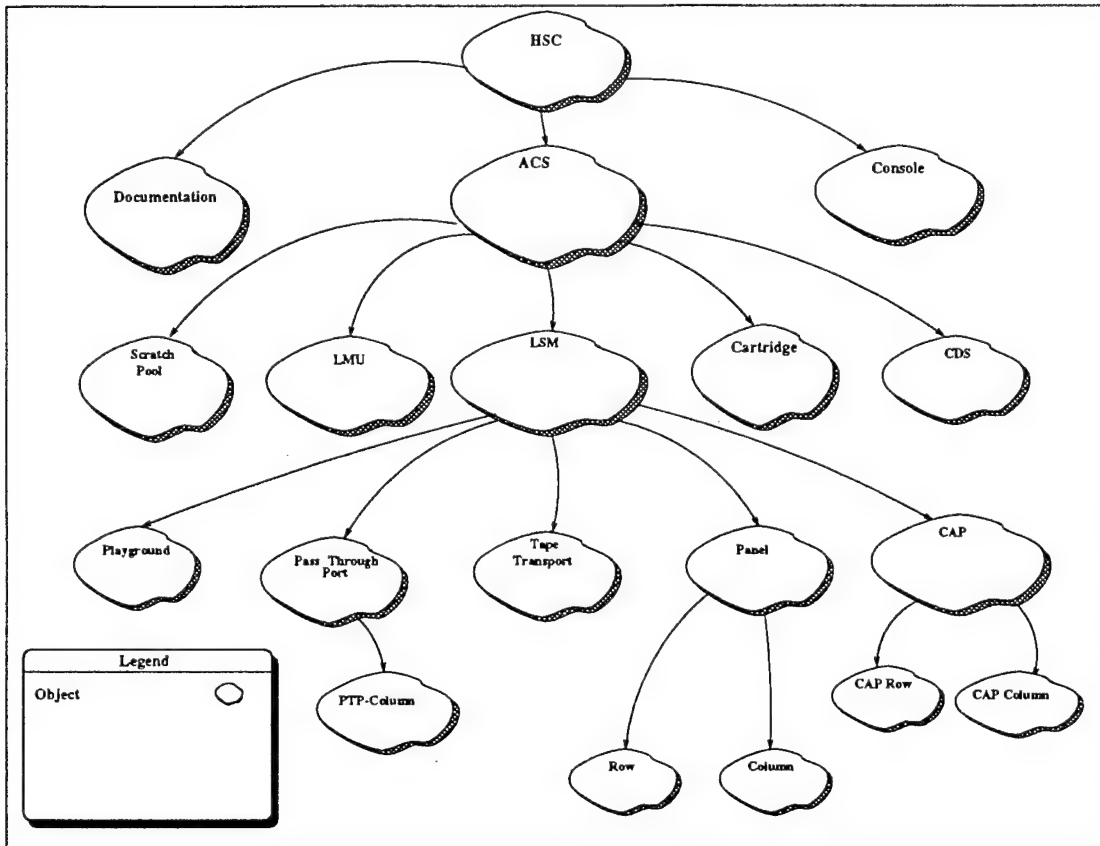 HSC
Documentation
ACS
Console
Scratch
Pool
LMU
LSM
Cartridge
CDS
Playground
Pass Through
Port
Tape
Transport
Panel
CAP
Legend
Object
PTP-Column
CAP Row
CAP Column
Row
Column